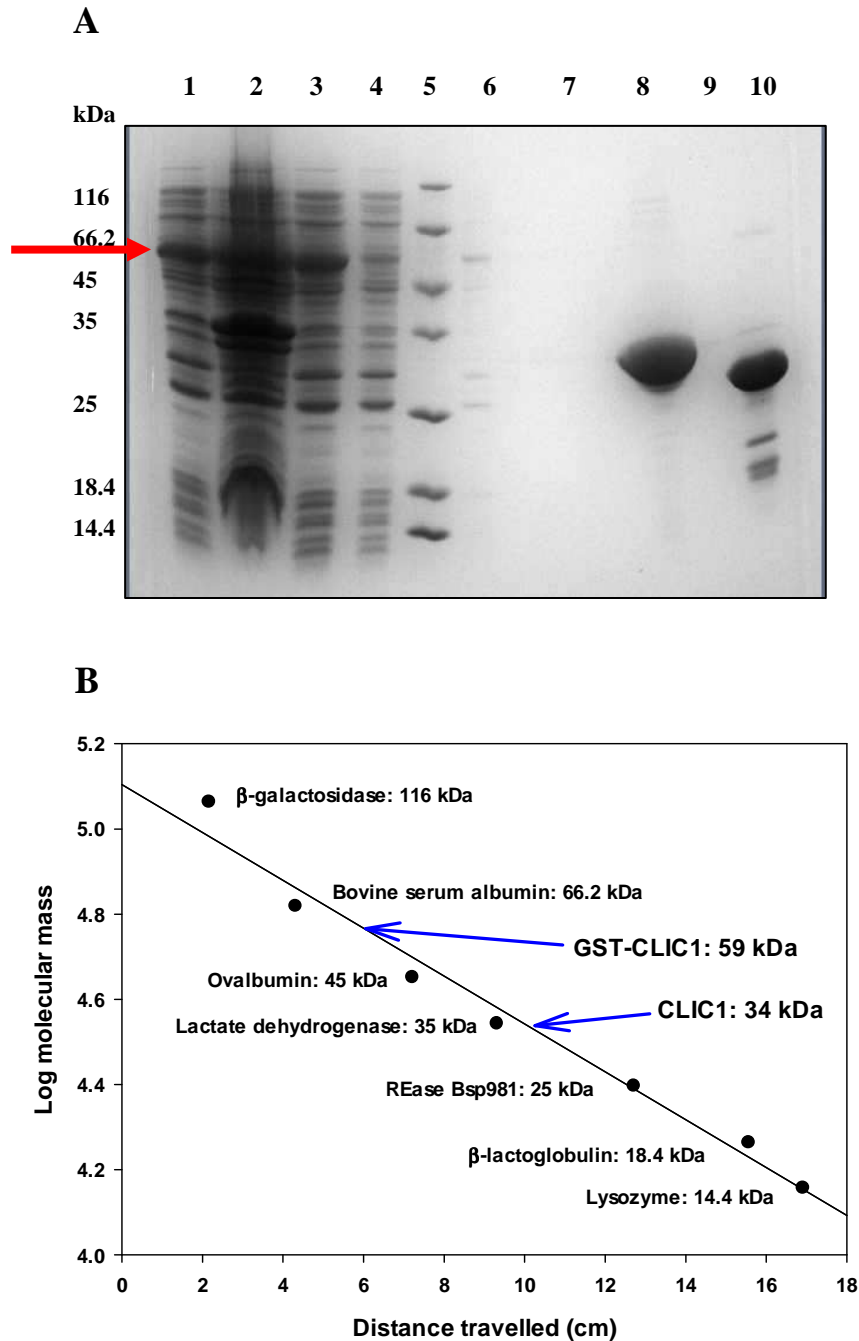 A
1 2 3 4 5 6 7 8 9 10
kDa
116
66.2
45
35
25
18.4
14.4
B
5.2
5.0
4.8
4.6
4.4
4.2
4.0
Log molecular mass
β-galactosidase: 116 kDa
Bovine serum albumin: 66.2 kDa
GST-CLIC1: 59 kDa
Ovalbumin: 45 kDa
CLIC1: 34 kDa
Lactate dehydrogenase: 35 kDa
REase Bsp981: 25 kDa
β-lactoglobulin: 18.4 kDa
Lysozyme: 14.4 kDa
0 2 4 6 8 10 12 14 16 18
Distance travelled (cm)